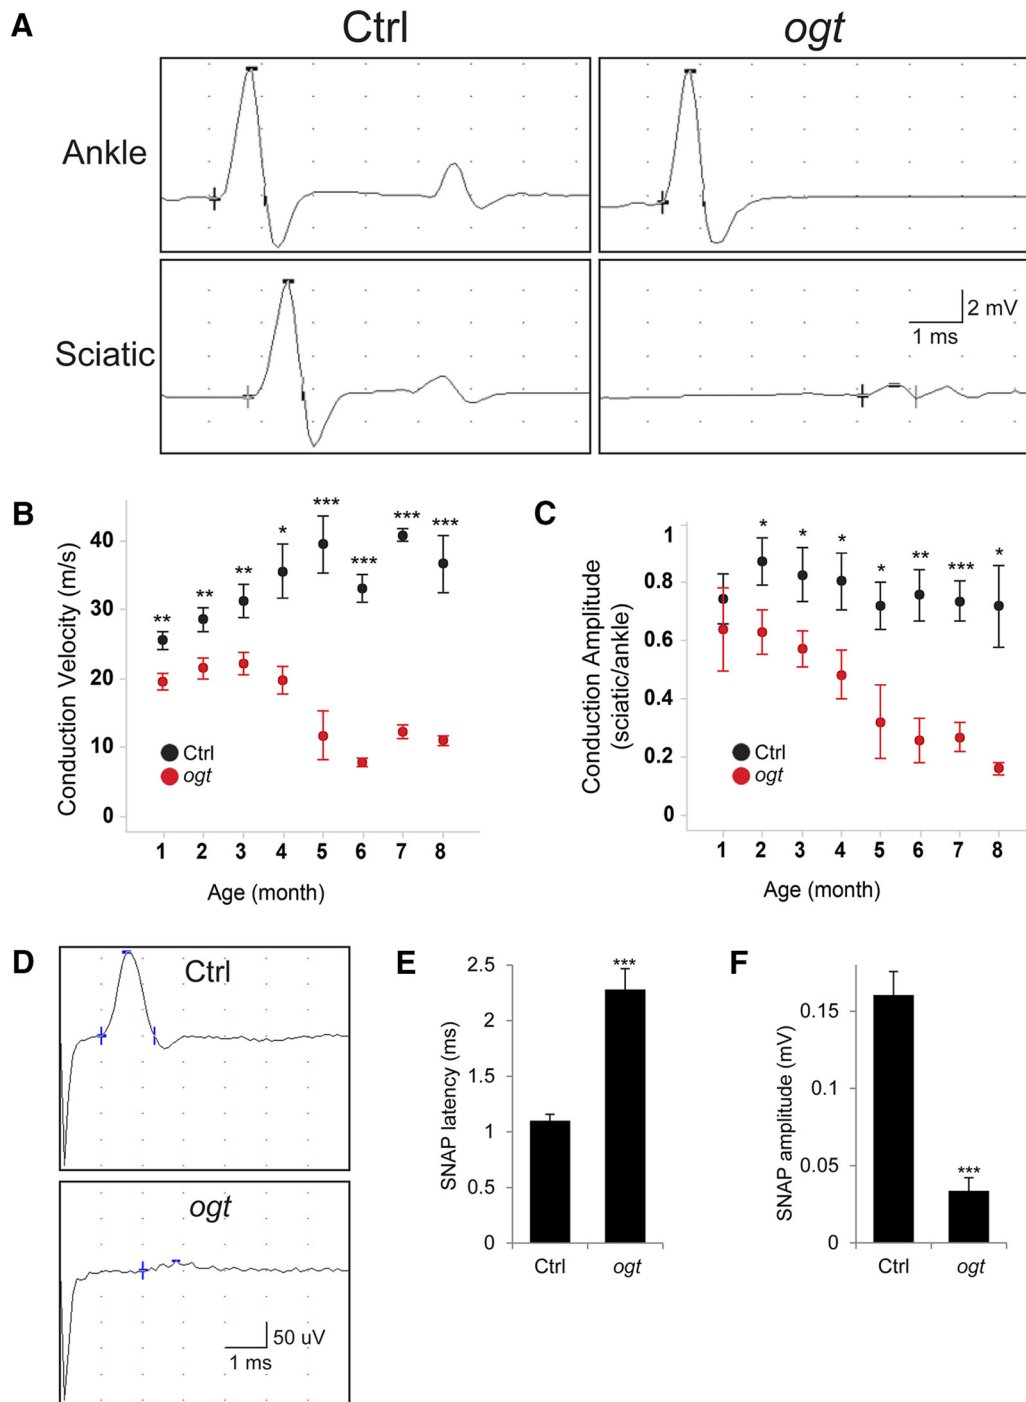 A
Ctrl
ogt
Ankle
Sciatic
2 mV
1 ms
B
Conduction Velocity (m/s)
40
30
20
10
0
**
**
**
*
***
***
***
***
Ctrl
ogt
1 2 3 4 5 6 7 8
Age (month)
C
Conduction Amplitude
(sciatic/ankle)
1
0.8
0.6
0.4
0.2
0
*
*
*
*
**
***
*
Ctrl
ogt
1 2 3 4 5 6 7 8
Age (month)
D
Ctrl
ogt
50 uV
1 ms
E
SNAP latency (ms)
2.5
2
1.5
1
0.5
0
***
Ctrl ogt
F
SNAP amplitude (mV)
0.15
0.1
0.05
0
***
Ctrl ogt